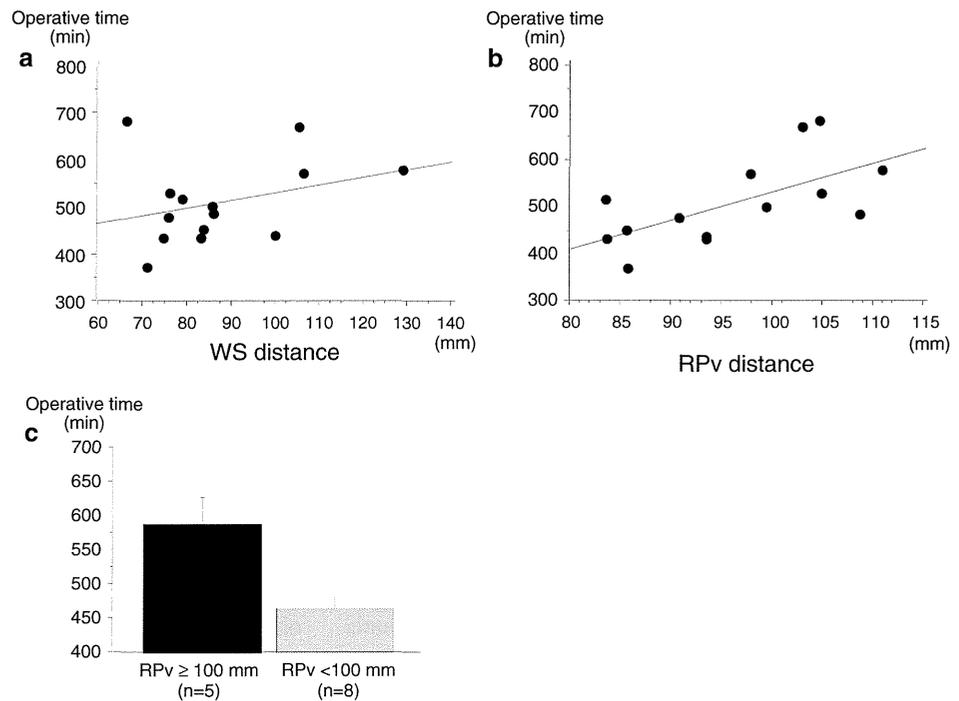 Operative time
(min)
a
800
700
600
500
400
300
60 70 80 90 100 110 120 130 140
(mm)
WS distance
Operative time
(min)
b
800
700
600
500
400
300
80 85 90 95 100 105 110 115
(mm)
RPv distance
Operative time
(min)
c
700
650
600
550
500
450
400
RPv ≥ 100 mm RPv <100 mm
(n=5) (n=8)